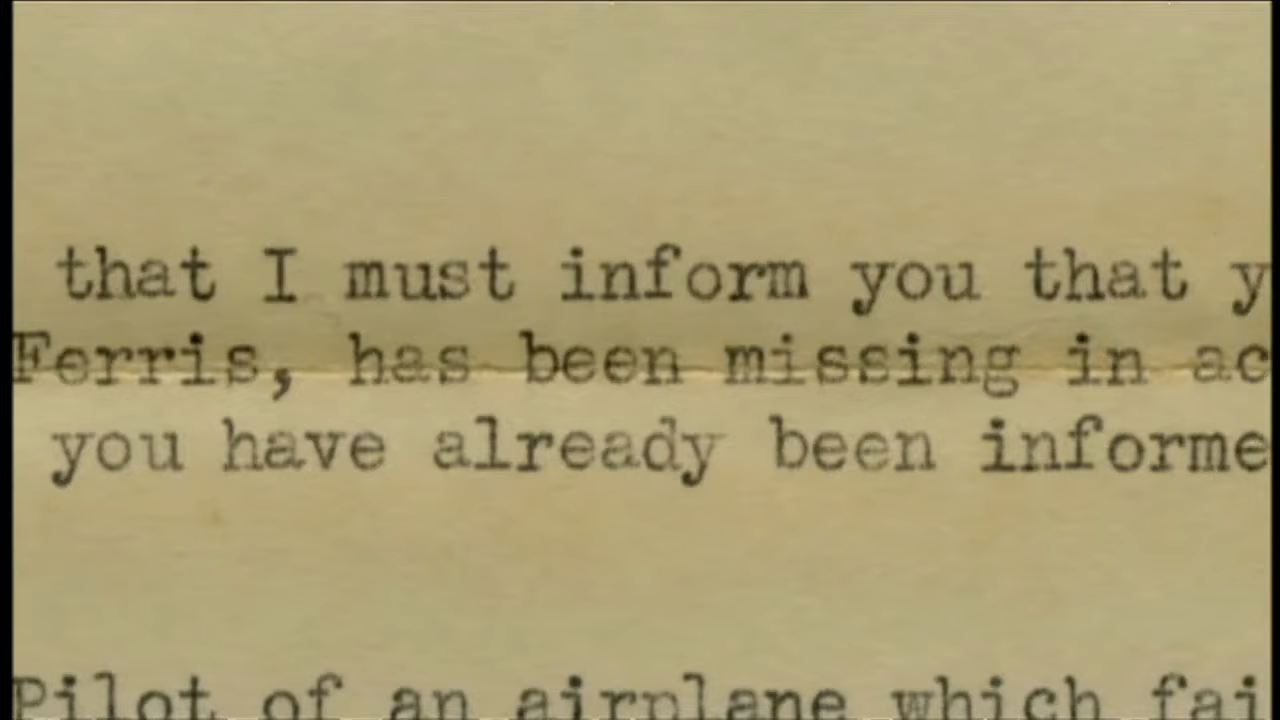 that I must inform you that y
Ferris, has been missing in ac
you have already been informe
Pilot of an airplane which fai